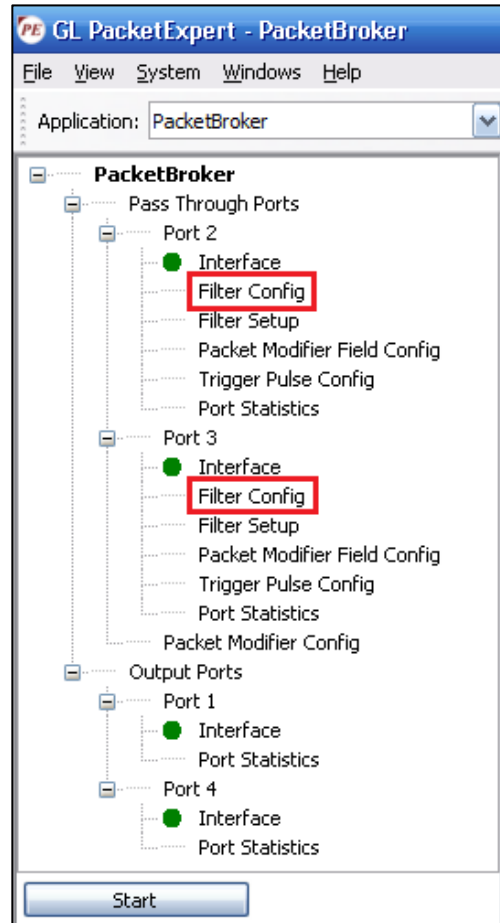 PE GL PacketExpert - PacketBroker
File View System Windows Help
Application: PacketBroker
PacketBroker
Pass Through Ports
Port 2
Interface
Filter Config
Filter Setup
Packet Modifier Field Config
Trigger Pulse Config
Port Statistics
Port 3
Interface
Filter Config
Filter Setup
Packet Modifier Field Config
Trigger Pulse Config
Port Statistics
Packet Modifier Config
Output Ports
Port 1
Interface
Port Statistics
Port 4
Interface
Port Statistics
Start